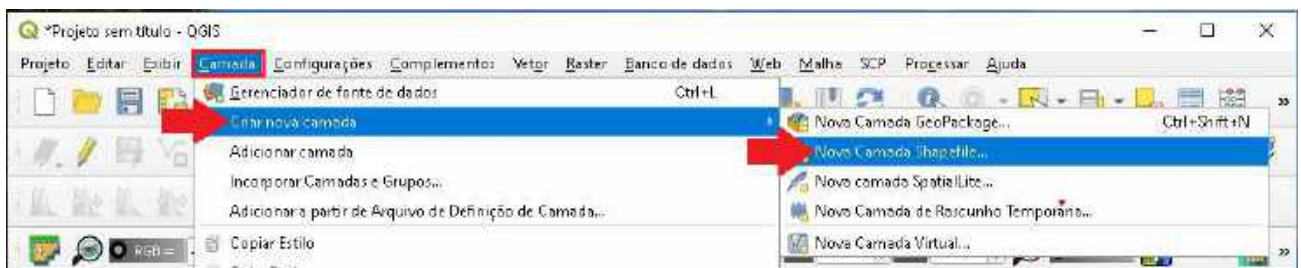 *Projeto sem título - QGIS
Projeto Editar Exibir Camada Configurações Complementos Vetor Raster Banco de dados Web Malha SCP Processar Ajuda
Gerenciador de fonte de dados Ctrl+L
Criar nova camada
Nova Camada GeoPackage... Ctrl+Shift+N
Adicionar camada
Nova Camada Shapefile...
Incorporar Camadas e Grupos...
Nova camada SpatiaLite...
Adicionar a partir de Arquivo de Definição de Camada...
Nova Camada de Rascunho Temporária...
Copiar Estilo
Nova Camada Virtual...
RGB =